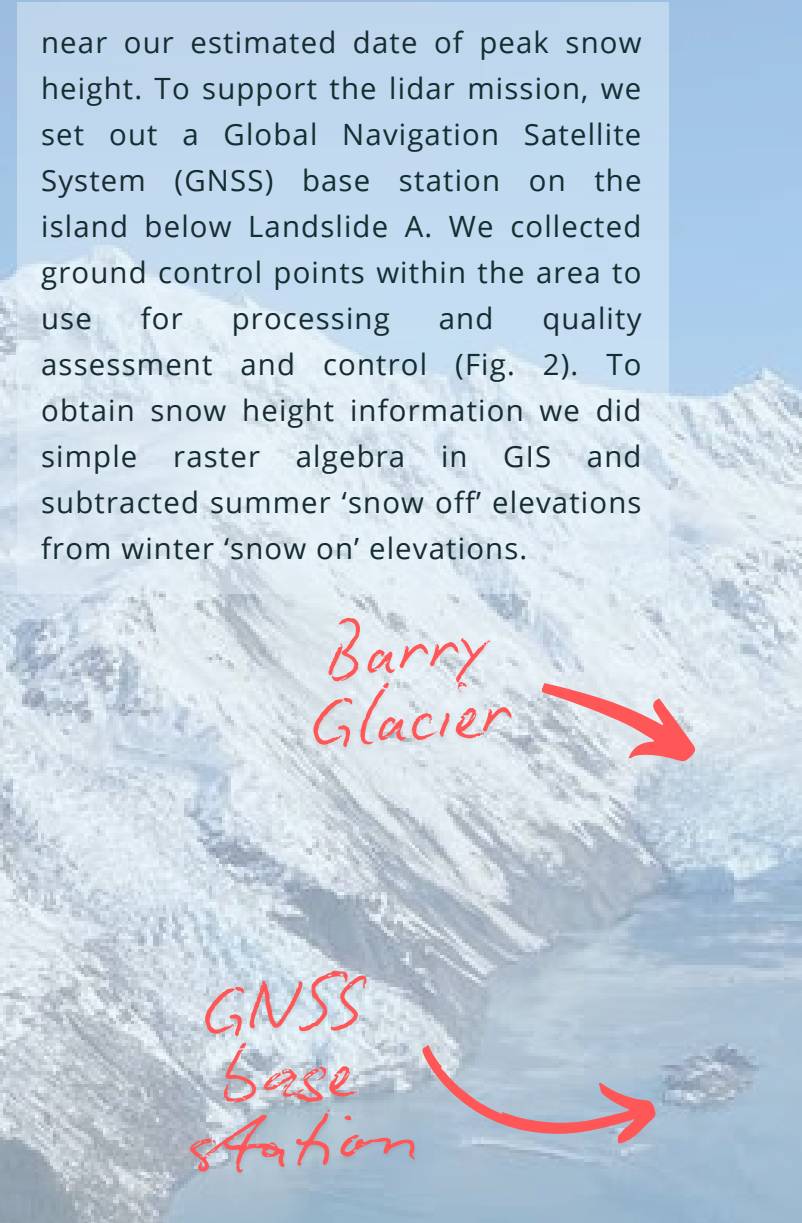 near our estimated date of peak snow
height. To support the lidar mission, we
set out a Global Navigation Satellite
System (GNSS) base station on the
island below Landslide A. We collected
ground control points within the area to
use for processing and quality
assessment and control (Fig. 2). To
obtain snow height information we did
simple raster algebra in GIS and
subtracted summer ‘snow off’ elevations
from winter ‘snow on’ elevations.
Barry
Glacier
GNSS
base
station